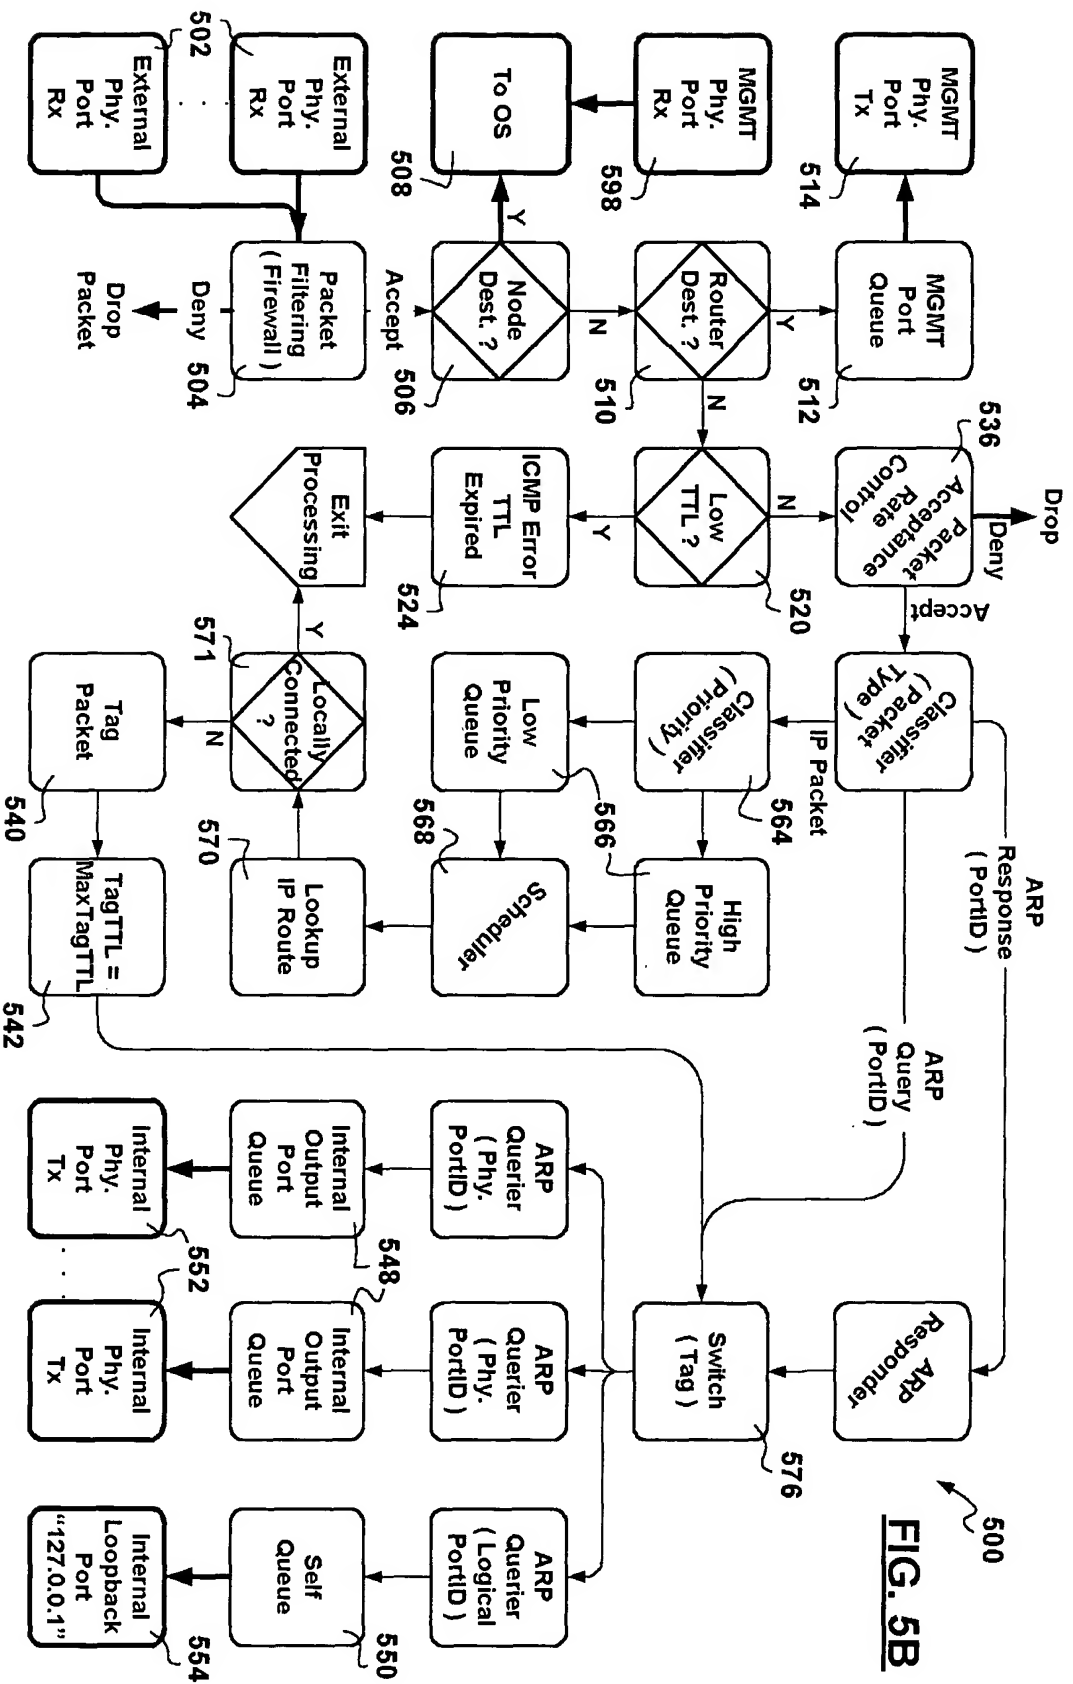 FIG. 5B
500
MGMT
Phy.
Port
Tx
514
MGMT
Port
Queue
512
536
Packet
Acceptance
Rate
Control
Deny
Drop
Accept
Classifier
( Packet
Type )
ARP
Response
( PortID )
ARP
Query
( PortID )
ARP
Responder
MGMT
Phy.
Port
Rx
598
Router
Dest. ?
510
Y
N
Low
TTL ?
520
N
Y
IP Packet
Classifier
( Priority )
564
High
Priority
Queue
566
Switch
( Tag )
576
To OS
508
Y
Node
Dest. ?
506
N
ICMP Error
TTL
Expired
524
Low
Priority
Queue
Scheduler
568
ARP
Querier
( Phy.
PortID )
ARP
Querier
( Phy.
PortID )
ARP
Querier
( Logical
PortID )
502
External
Phy.
Port
Rx
Packet
Filtering
( Firewall )
504
Accept
Deny
Drop
Packet
Exit
Processing
Y
571
Locally
Connected
?
N
Lookup
IP Route
570
Internal
Output
Port
Queue
548
Internal
Output
Port
Queue
Self
Queue
550
External
Phy.
Port
Rx
. . .
Tag
Packet
540
TagTTL =
MaxTagTTL
542
Internal
Phy.
Port
Tx
552
. . .
Internal
Phy.
Port
Tx
Internal
Loopback
Port
“127.0.0.1”
554